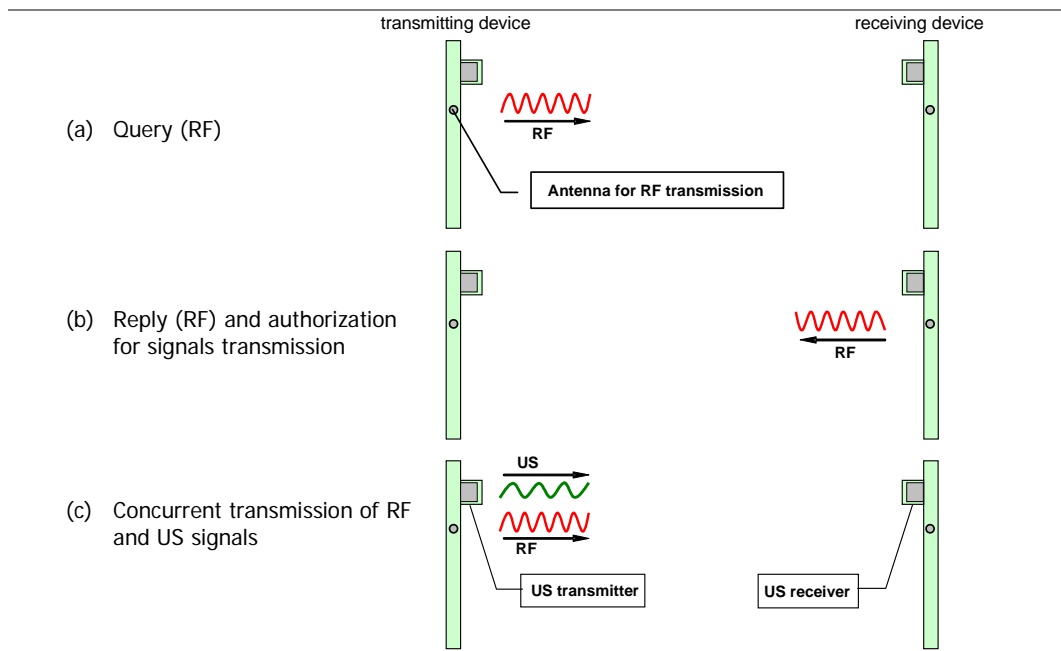 transmitting device
receiving device
(a) Query (RF)
RF
Antenna for RF transmission
(b) Reply (RF) and authorization
for signals transmission
RF
US
(c) Concurrent transmission of RF
and US signals
RF
US transmitter
US receiver